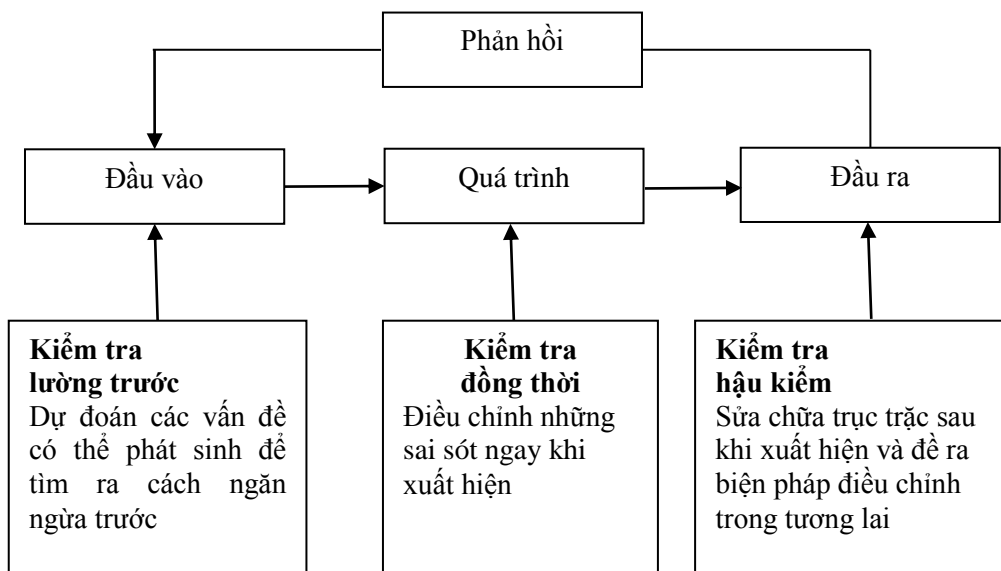 Phản hồi
Đầu vào
Quá trình
Đầu ra
Kiểm tra
lường trước
Dự đoán các vấn đề
có thể phát sinh để
tìm ra cách ngăn
ngừa trước
Kiểm tra
đồng thời
Điều chỉnh những
sai sót ngay khi
xuất hiện
Kiểm tra
hậu kiểm
Sửa chữa trục trặc sau
khi xuất hiện và đề ra
biện pháp điều chỉnh
trong tương lai